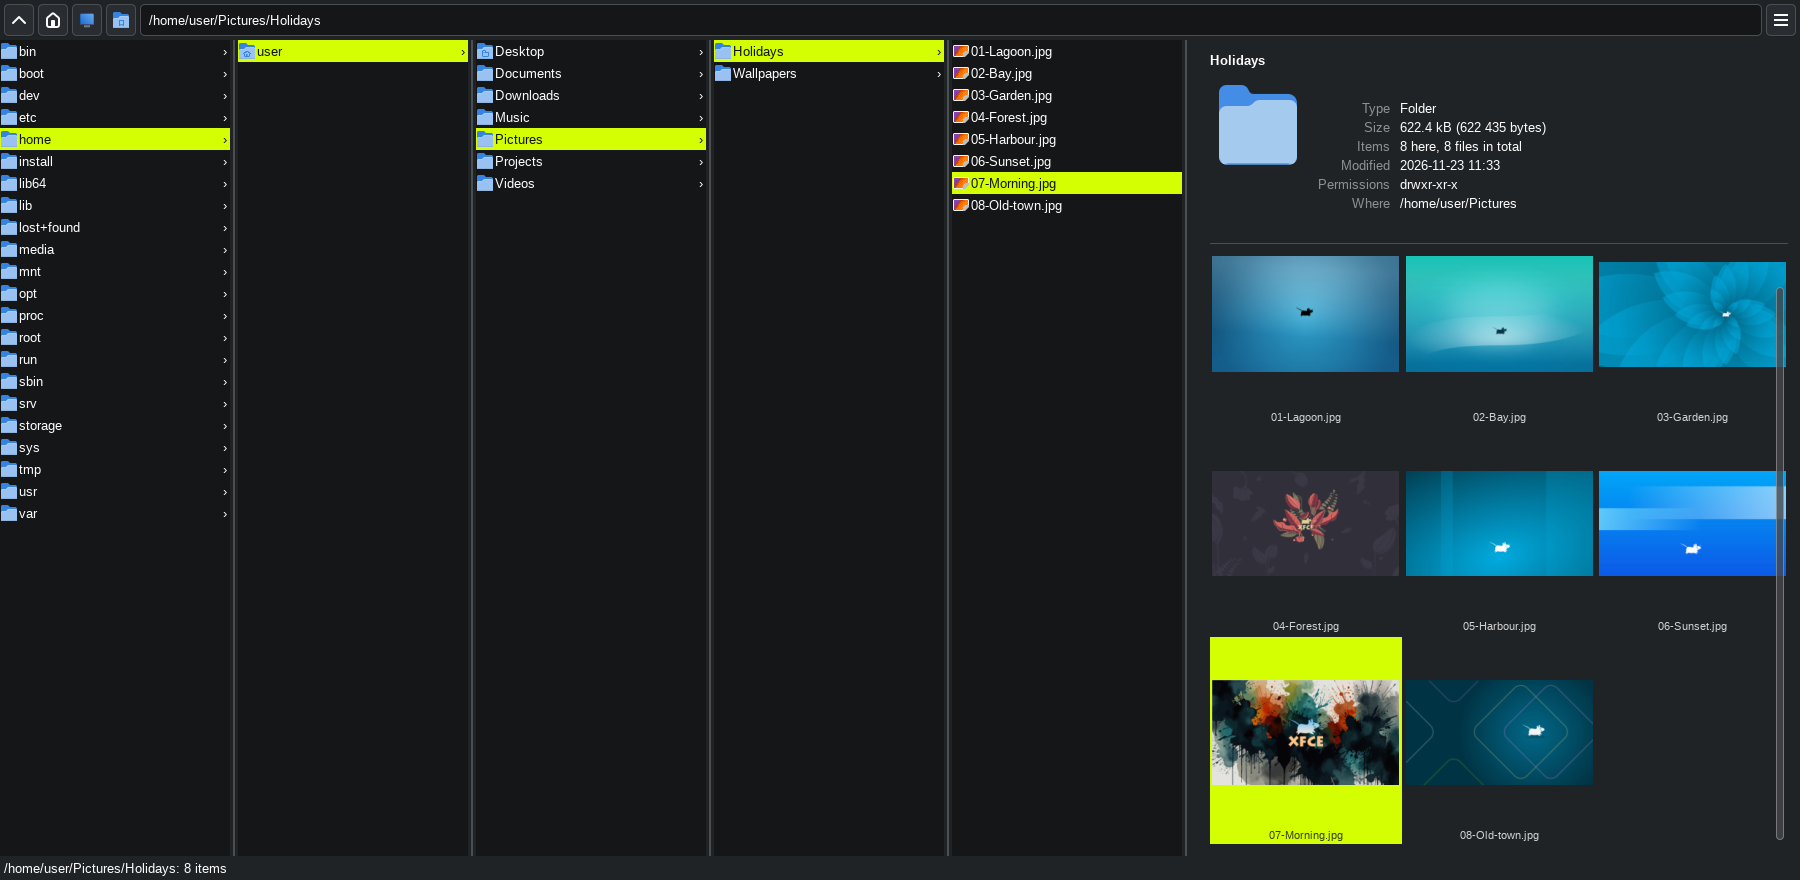 /home/user/Pictures/Holidays
bin ›
boot ›
dev ›
etc ›
home ›
install ›
lib64 ›
lib ›
lost+found ›
media ›
mnt ›
opt ›
proc ›
root ›
run ›
sbin ›
srv ›
storage ›
sys ›
tmp ›
usr ›
var ›
user ›
Desktop ›
Documents ›
Downloads ›
Music ›
Pictures ›
Projects ›
Videos ›
Holidays ›
Wallpapers ›
01-Lagoon.jpg
02-Bay.jpg
03-Garden.jpg
04-Forest.jpg
05-Harbour.jpg
06-Sunset.jpg
07-Morning.jpg
08-Old-town.jpg
Holidays
Type Folder
Size 622.4 kB (622 435 bytes)
Items 8 here, 8 files in total
Modified 2026-11-23 11:33
Permissions drwxr-xr-x
Where /home/user/Pictures
01-Lagoon.jpg
02-Bay.jpg
03-Garden.jpg
XFCE
04-Forest.jpg
05-Harbour.jpg
06-Sunset.jpg
XFCE
07-Morning.jpg
08-Old-town.jpg
/home/user/Pictures/Holidays: 8 items